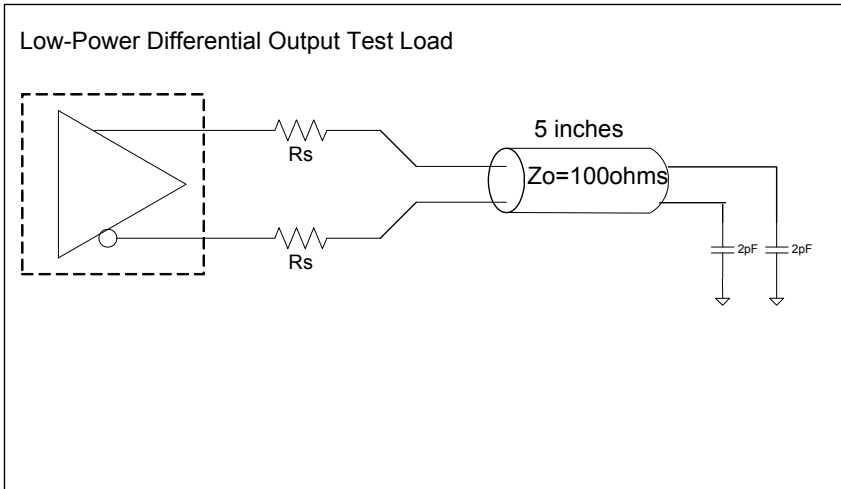 Low-Power Differential Output Test Load
Rs
5 inches
Zo=100ohms
Rs
2pF
2pF